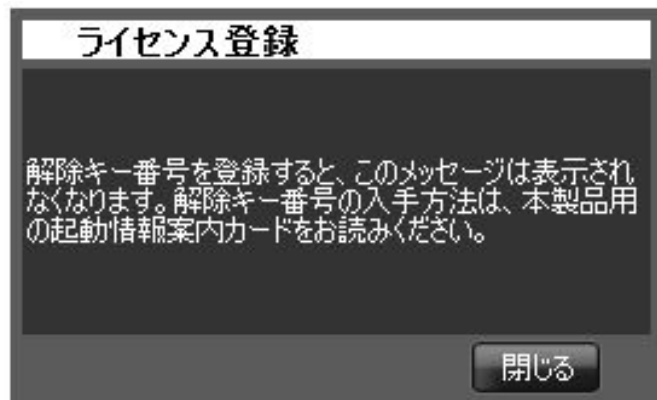 ライセンス登録
解除キー番号を登録すると、このメッセージは表示され
なくなります。解除キー番号の入手方法は、本製品用
の起動情報案内カードをお読みください。
閉じる